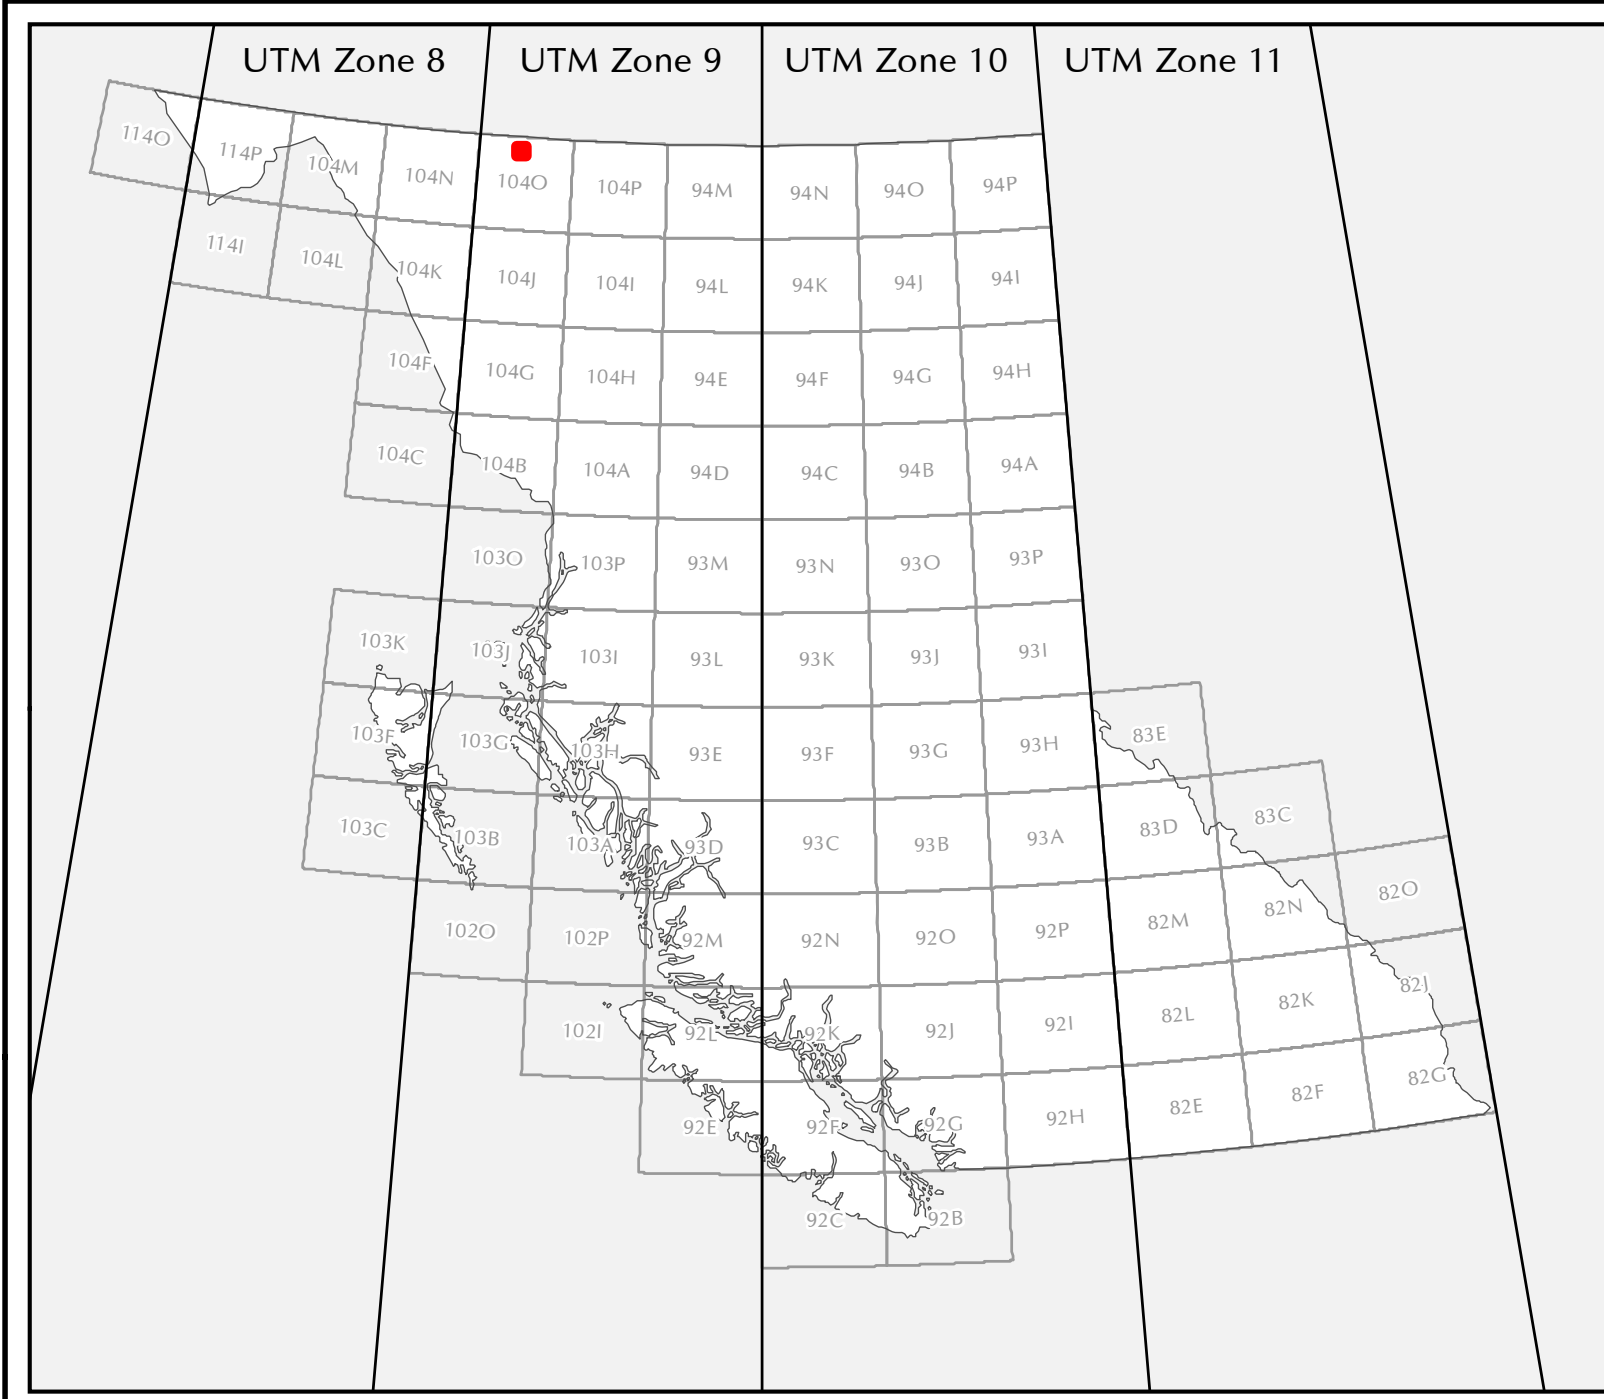 UTM Zone 8 UTM Zone 9 UTM Zone 10 UTM Zone 11
114O 114P 104M 104N 104O 104P 94M 94N 94O 94P
114I 104L 104K 104J 104I 94L 94K 94J 94I
104F 104G 104H 94E 94F 94G 94H
104C 104B 104A 94D 94C 94B 94A
103O 103P 93M 93N 93O 93P
103K 103J 103I 93L 93K 93J 93I
103F 103G 103H 93E 93F 93G 93H 83E
103C 103B 103A 93D 93C 93B 93A 83D 83C
102O 102P 92M 92N 92O 92P 82M 82N 82O
102I 92L 92K 92J 92I 82L 82K 82J
92E 92F 92G 92H 82E 82F 82G
92C 92B